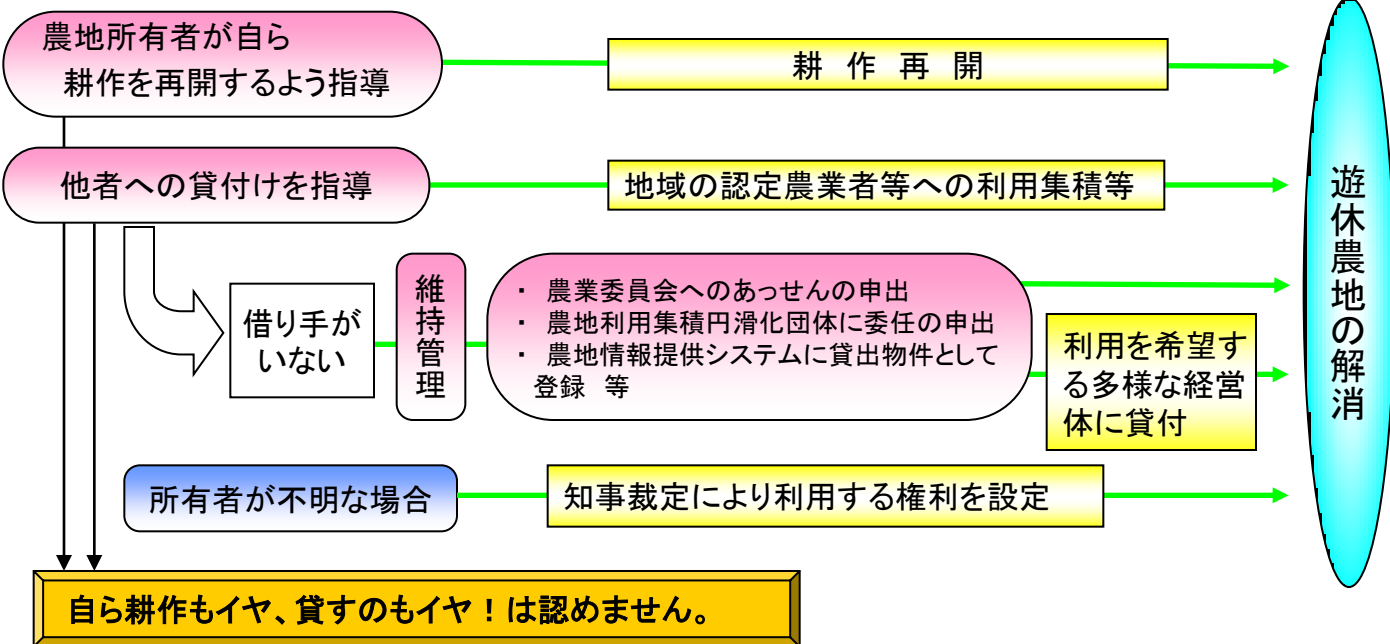 農地所有者が自ら
耕作を再開するよう指導
耕 作 再 開
他者への貸付けを指導
地域の認定農業者等への利用集積等
借り手が
いない
維持管理
・ 農業委員会へのあっせんの申出
・ 農地利用集積円滑化団体に委任の申出
・ 農地情報提供システムに貸出物件として
登録 等
利用を希望す
る多様な経営
体に貸付
所有者が不明な場合
知事裁定により利用する権利を設定
遊休農地の解消
自ら耕作もイヤ、貸すのもイヤ！は認めません。